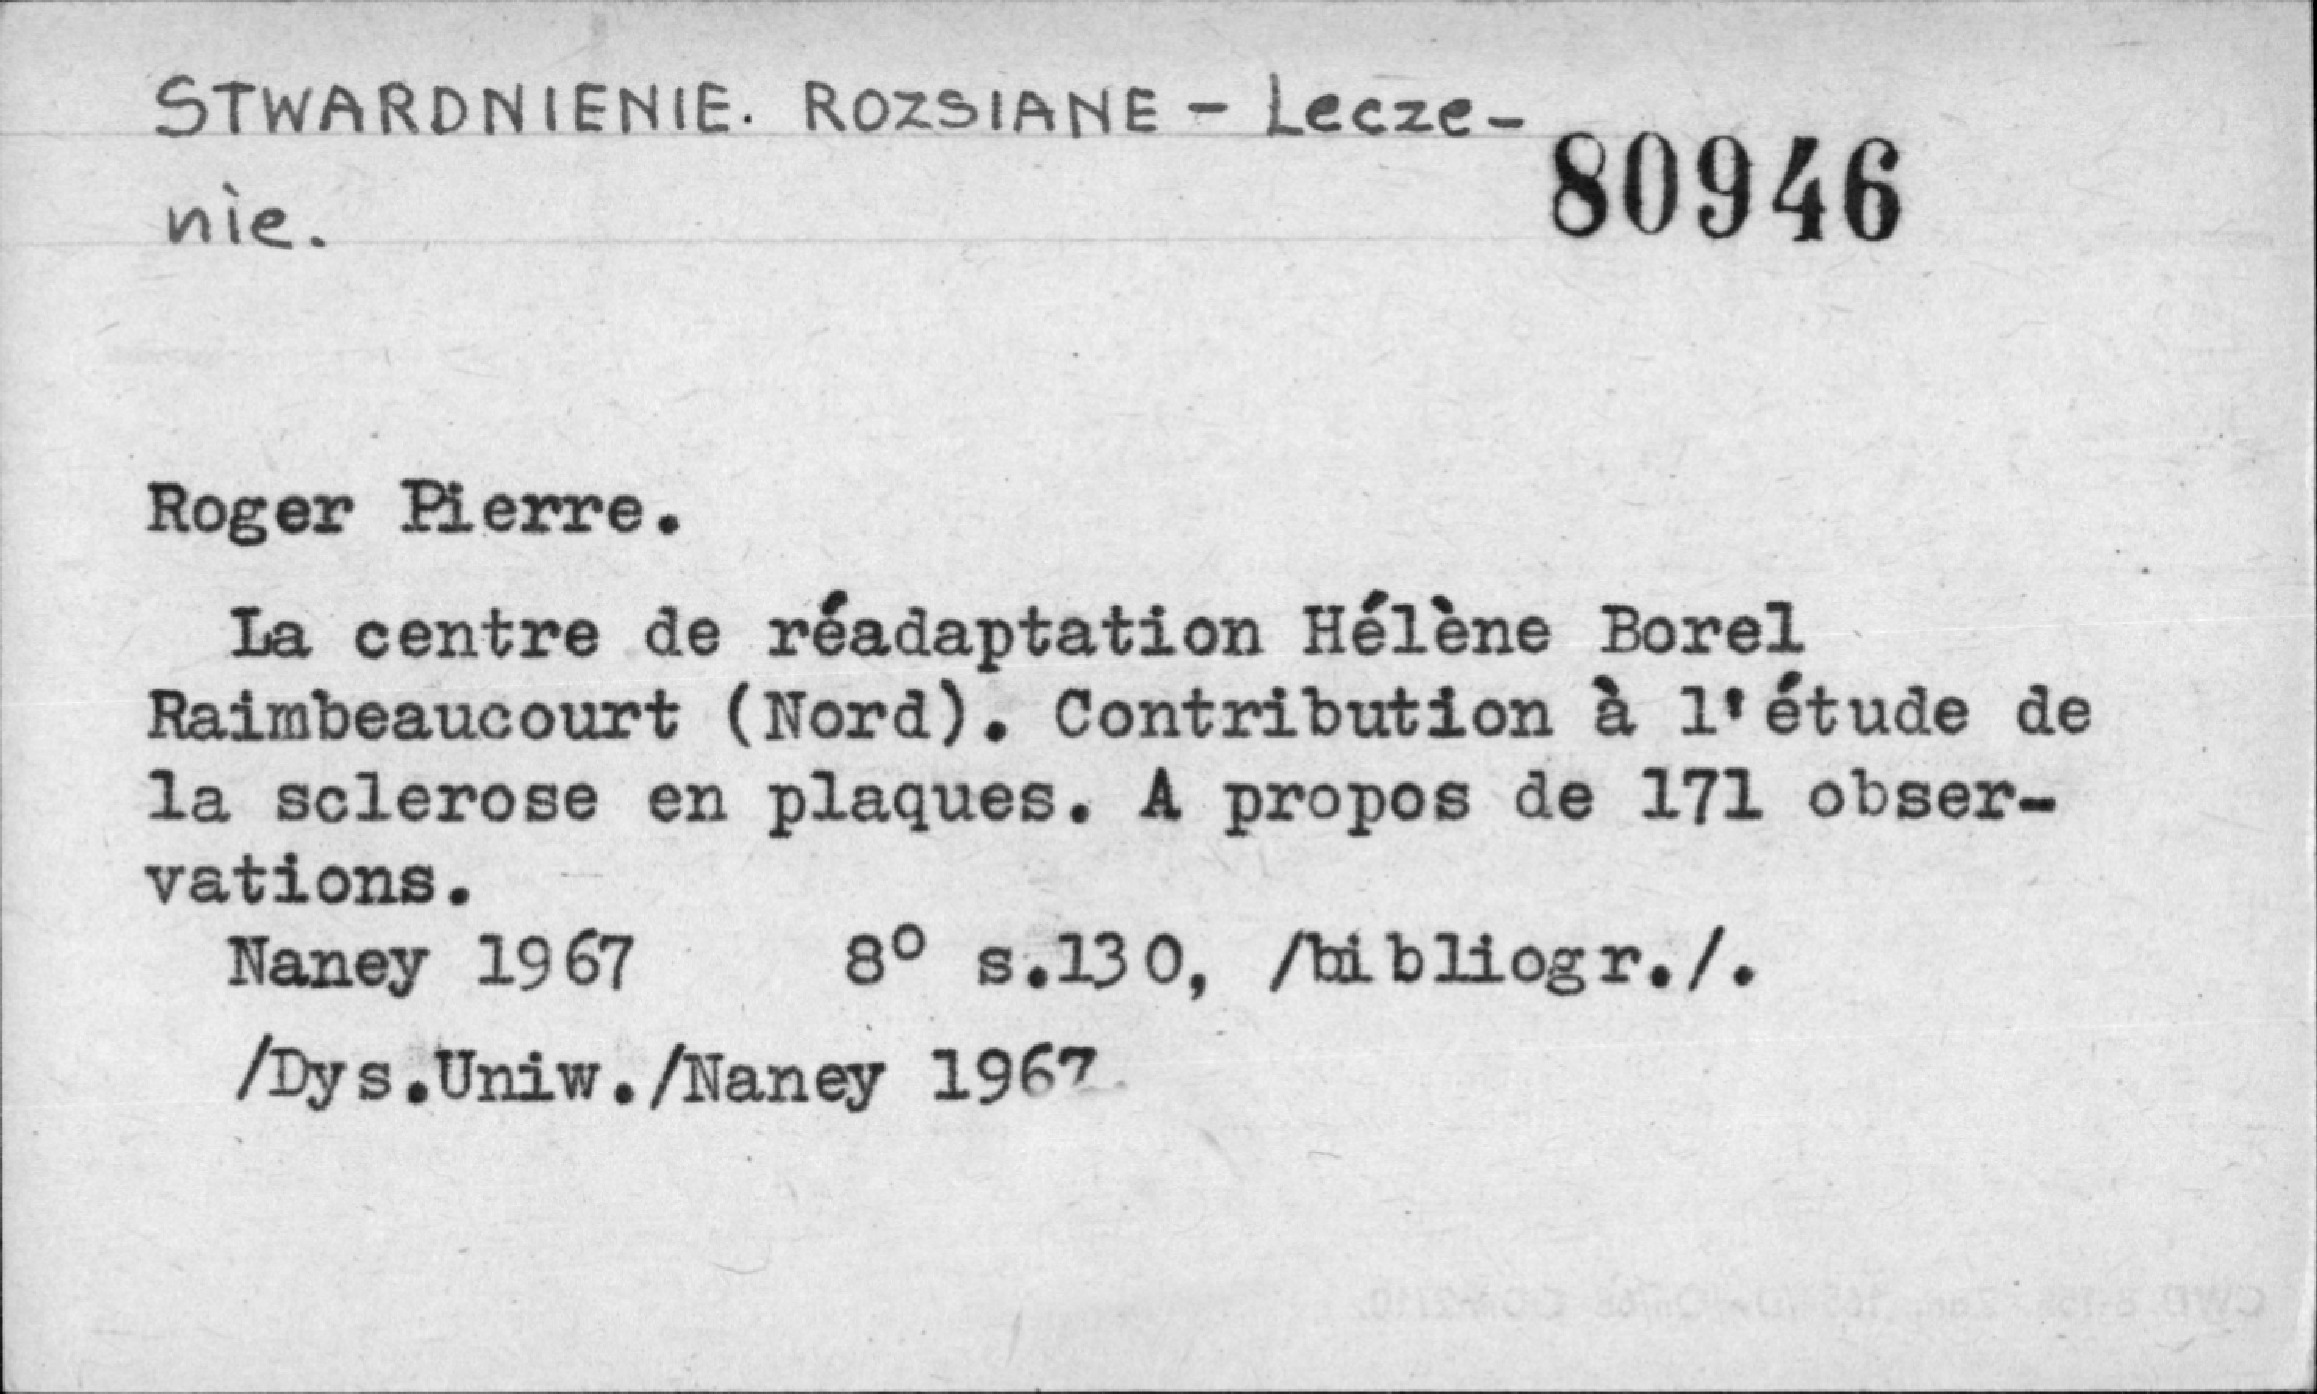 STWARDNIENIE. ROZSIANE - Lecze-
80946
nie.
Roger Pierre.
La centre de réadaptation Hélène Borel
Raimbeaucourt (Nord). Contribution à l'étude de
la sclerose en plaques. A propos de 171 obser-
vations.
Naney 1967 8° s.130, /bibliogr./.
/Dys.Uniw./Naney 1967